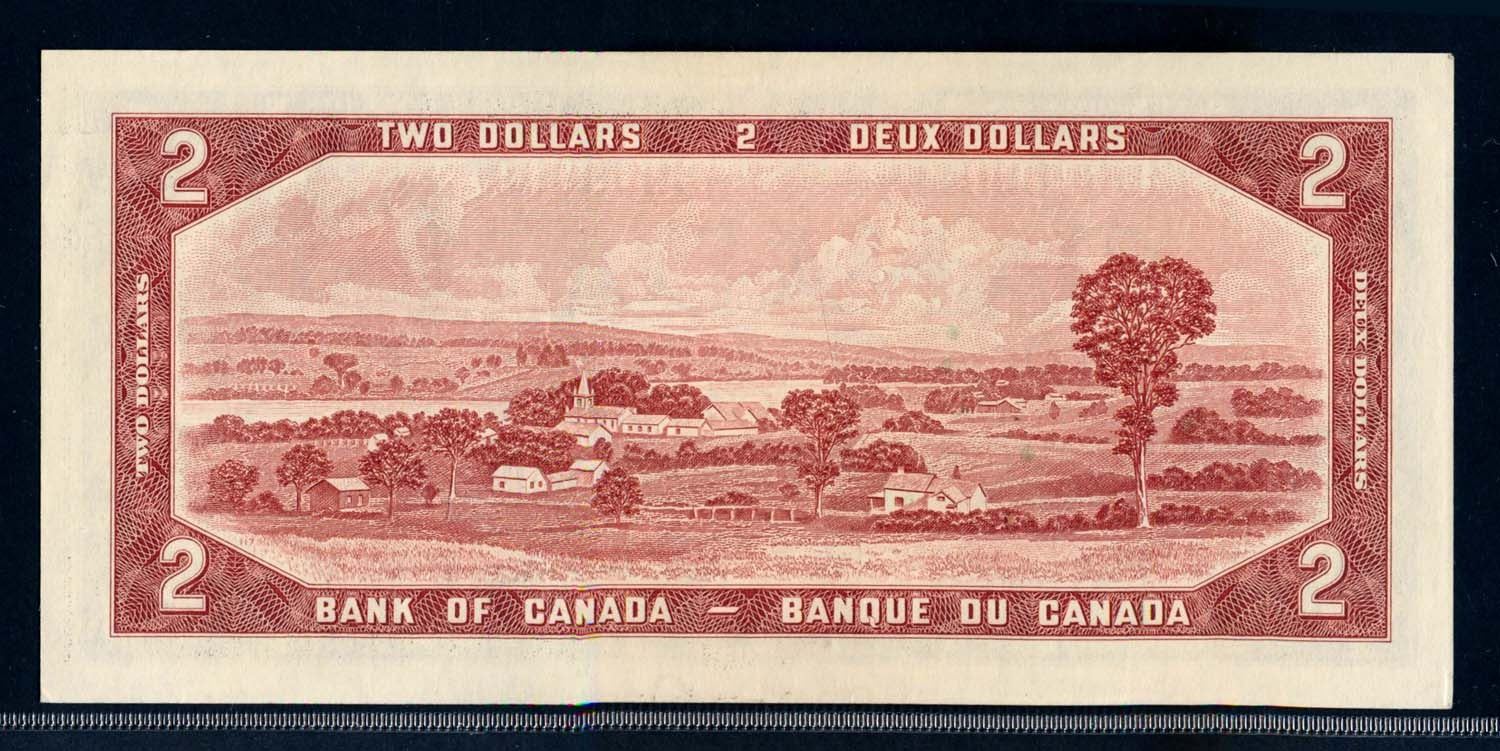 2 TWO DOLLARS 2 DEUX DOLLARS 2
TWO DOLLARS
DEUX DOLLARS
2 BANK OF CANADA – BANQUE DU CANADA 2